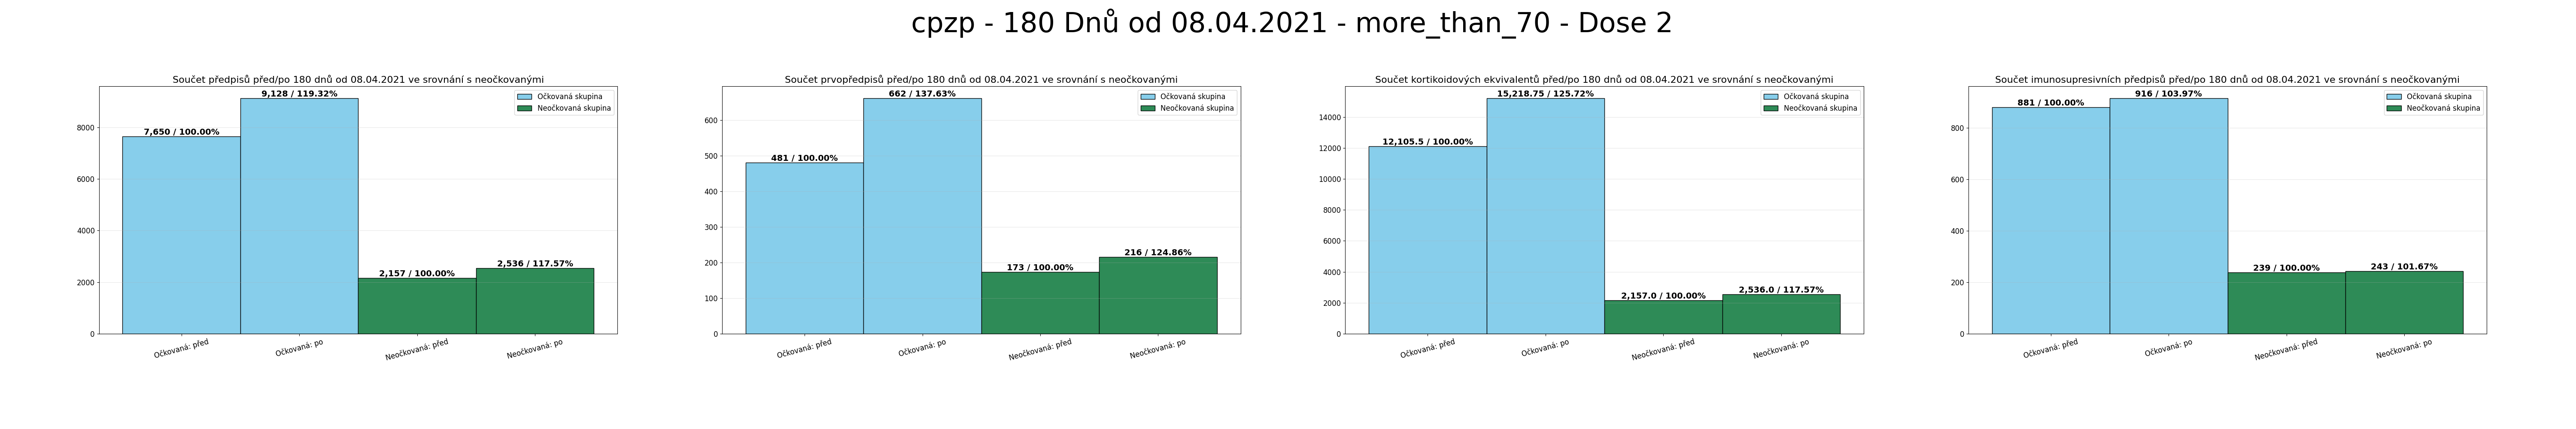 cpzp - 180 Dnů od 08.04.2021 - more_than_70 - Dose 2
Součet předpisů před/po 180 dnů od 08.04.2021 ve srovnání s neočkovanými
9,128 / 119.32%
7,650 / 100.00%
2,157 / 100.00%
2,536 / 117.57%
Očkovaná skupina
Neočkovaná skupina
8000
6000
4000
2000
0
Očkovaná: před
Očkovaná: po
Neočkovaná: před
Neočkovaná: po
Součet prvopředpisů před/po 180 dnů od 08.04.2021 ve srovnání s neočkovanými
662 / 137.63%
481 / 100.00%
173 / 100.00%
216 / 124.86%
Očkovaná skupina
Neočkovaná skupina
600
500
400
300
200
100
0
Očkovaná: před
Očkovaná: po
Neočkovaná: před
Neočkovaná: po
Součet kortikoidových ekvivalentů před/po 180 dnů od 08.04.2021 ve srovnání s neočkovanými
15,218.75 / 125.72%
12,105.5 / 100.00%
2,157.0 / 100.00%
2,536.0 / 117.57%
Očkovaná skupina
Neočkovaná skupina
14000
12000
10000
8000
6000
4000
2000
0
Očkovaná: před
Očkovaná: po
Neočkovaná: před
Neočkovaná: po
Součet imunosupresivních předpisů před/po 180 dnů od 08.04.2021 ve srovnání s neočkovanými
916 / 103.97%
881 / 100.00%
239 / 100.00%
243 / 101.67%
Očkovaná skupina
Neočkovaná skupina
800
600
400
200
0
Očkovaná: před
Očkovaná: po
Neočkovaná: před
Neočkovaná: po